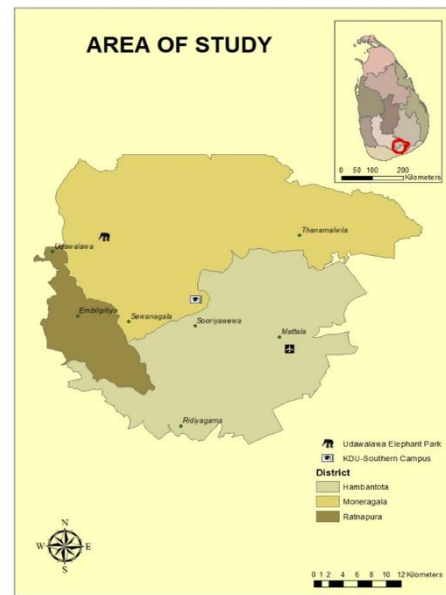 AREA OF STUDY
0 50 100 200
Kilometers
Thanamalwila
Udawalawa
Embilipitiya
Sewanagala
Sooriyawewa
Mattala
Ridiyagama
Udawalawa Elephant Park
KDU-Southern Campus
District
Hambantota
Moneragala
Ratnapura
N
W E
S
0 1 2 4 6 8 10 12 Kilometers